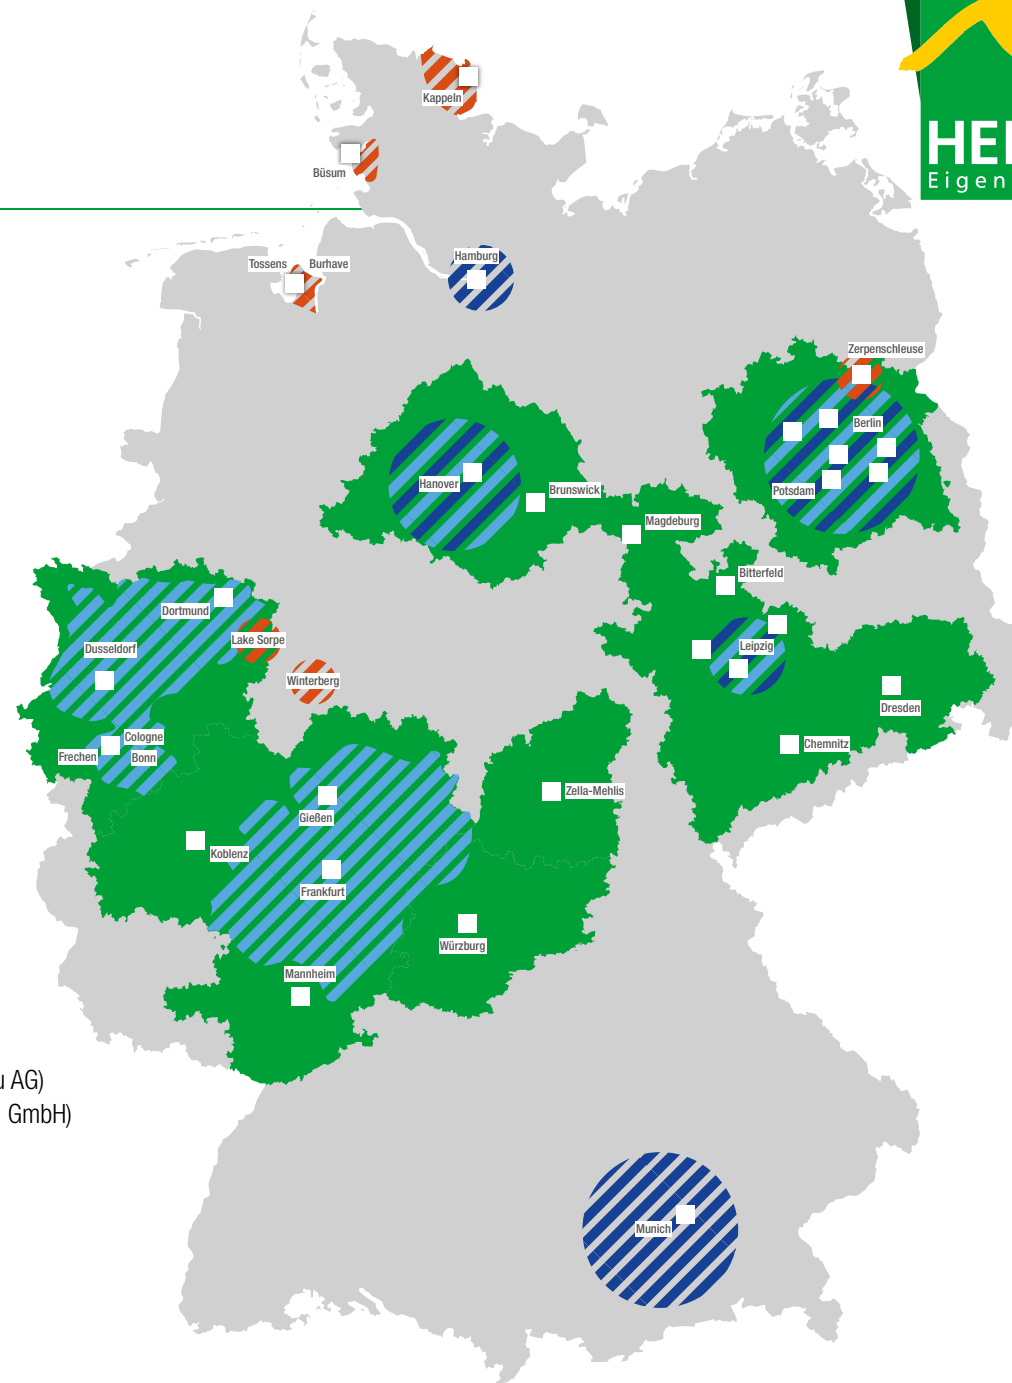 HEI
Eigen
Kappeln
Büsum
Hamburg
Tossens Burhave
Zerpenschleuse
Berlin
Hanover
Potsdam
Brunswick
Magdeburg
Bitterfeld
Dortmund
Lake Sorpe
Dusseldorf
Leipzig
Winterberg
Dresden
Cologne
Frechen
Bonn
Chemnitz
Zella-Mehlis
Gießen
Koblenz
Frankfurt
Würzburg
Mannheim
u AG)
GmbH)
Munich